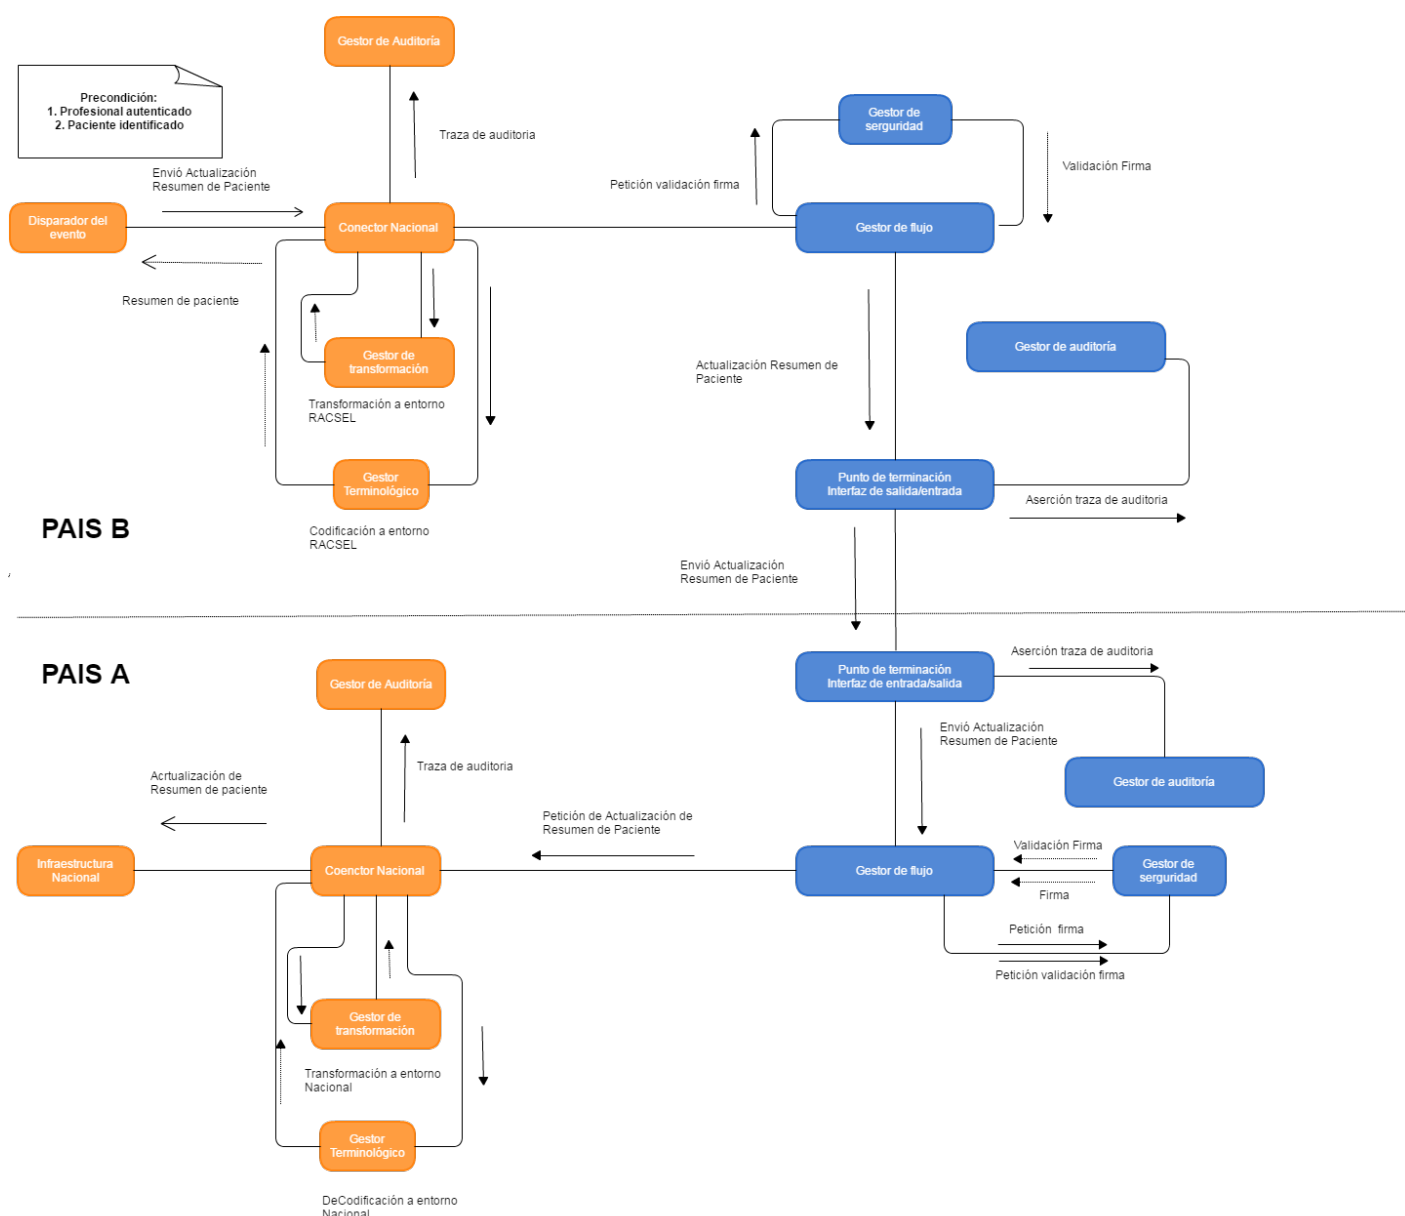 Gestor de Auditoría
Precondición:
1. Profesional autenticado
2. Paciente identificado
Traza de auditoria
Gestor de
serguridad
Petición validación firma
Validación Firma
Envió Actualización
Resumen de Paciente
Disparador del
evento
Conector Nacional
Gestor de flujo
Resumen de paciente
Gestor de
transformación
Transformación a entorno
RACSEL
Gestor de auditoría
Actualización Resumen de
Paciente
Gestor
Terminológico
Codificación a entorno
RACSEL
Punto de terminación
Interfaz de salida/entrada
Aserción traza de auditoria
PAIS B
Envió Actualización
Resumen de Paciente
PAIS A
Gestor de Auditoría
Punto de terminación
Interfaz de entrada/salida
Aserción traza de auditoria
Envió Actualización
Resumen de Paciente
Traza de auditoria
Gestor de auditoría
Acrtualización de
Resumen de paciente
Petición de Actualización de
Resumen de Paciente
Infraestructura
Nacional
Coenctor Nacional
Gestor de flujo
Validación Firma
Firma
Gestor de
serguridad
Petición  firma
Petición validación firma
Gestor de
transformación
Transformación a entorno
Nacional
Gestor
Terminológico
DeCodificación a entorno
Nacional